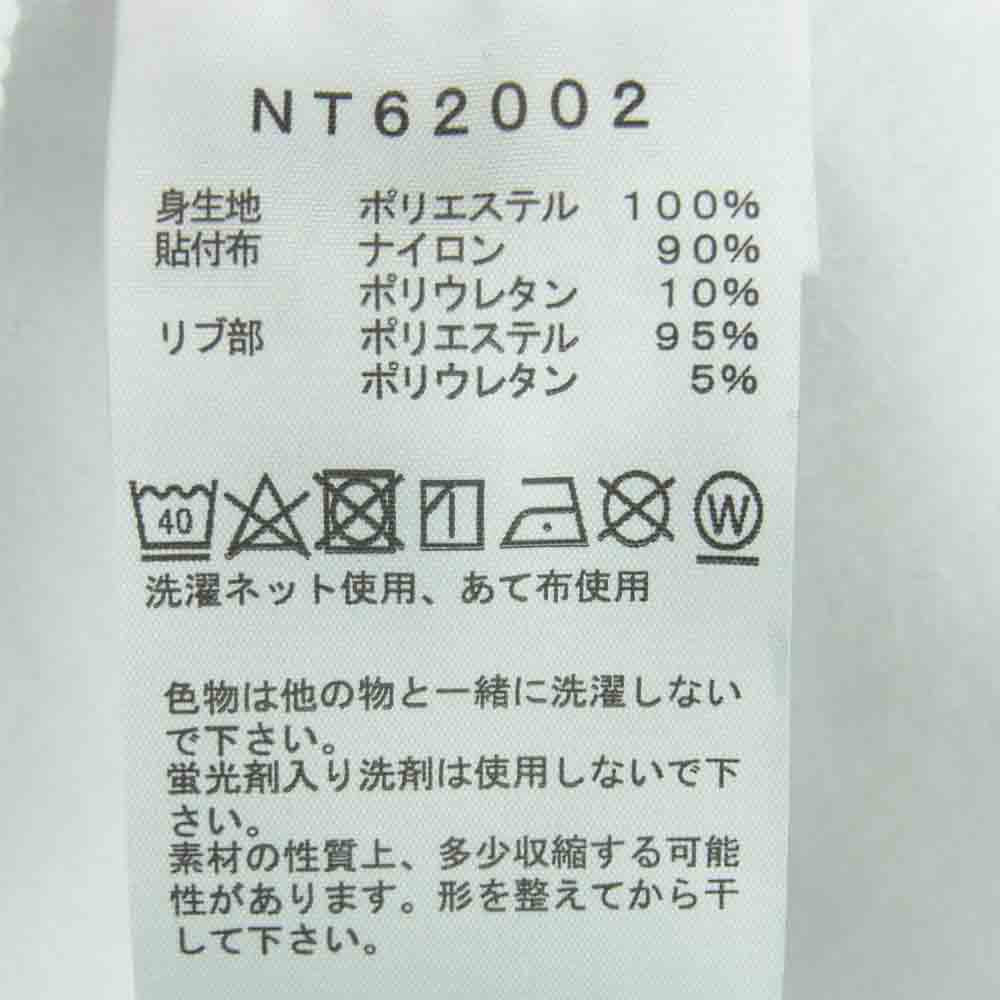 NT62002
身生地 ポリエステル 100%
貼付布 ナイロン 90%
ポリウレタン 10%
リブ部 ポリエステル 95%
ポリウレタン 5%
40 W
洗濯ネット使用、あて布使用
色物は他の物と一緒に洗濯しない
で下さい。
蛍光剤入り洗剤は使用しないで下
さい。
素材の性質上、多少収縮する可能
性があります。形を整えてから干
して下さい。